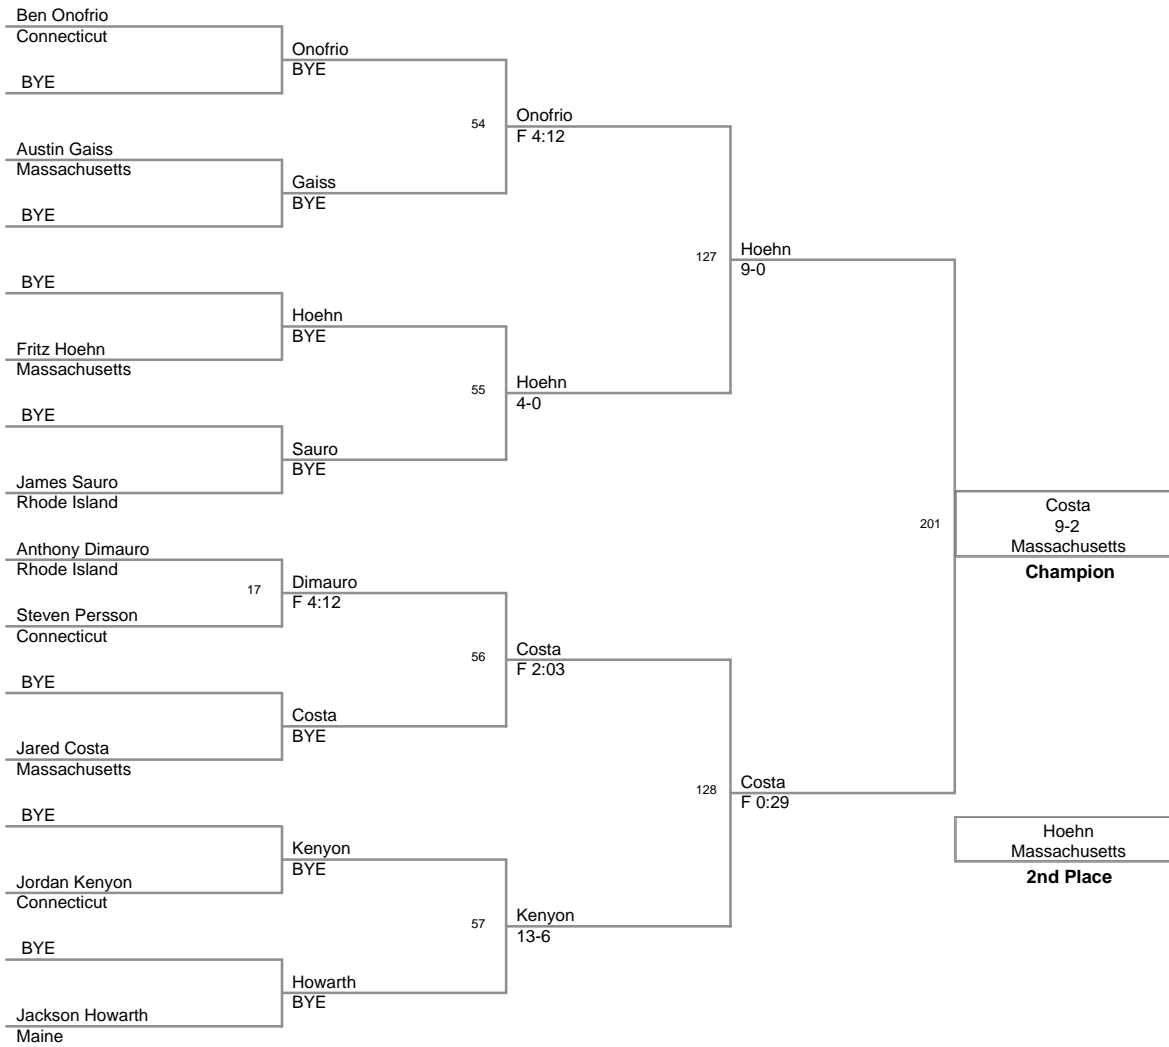 Ben Onofrio
Connecticut
BYE
Austin Gaiss
Massachusetts
BYE
BYE
Fritz Hoehn
Massachusetts
BYE
James Sauro
Rhode Island
Anthony Dimauro
Rhode Island
17
Steven Persson
Connecticut
BYE
Jared Costa
Massachusetts
BYE
Jordan Kenyon
Connecticut
BYE
Jackson Howarth
Maine
Onofrio
BYE
54
Gaiss
BYE
Hoehn
BYE
55
Sauro
BYE
Dimauro
F 4:12
56
Costa
BYE
Kenyon
BYE
57
Howarth
BYE
Onofrio
F 4:12
127
Hoehn
4-0
Costa
F 2:03
128
Kenyon
13-6
Hoehn
9-0
201
Costa
F 0:29
Costa
9-2
Massachusetts
Champion
Hoehn
Massachusetts
2nd Place